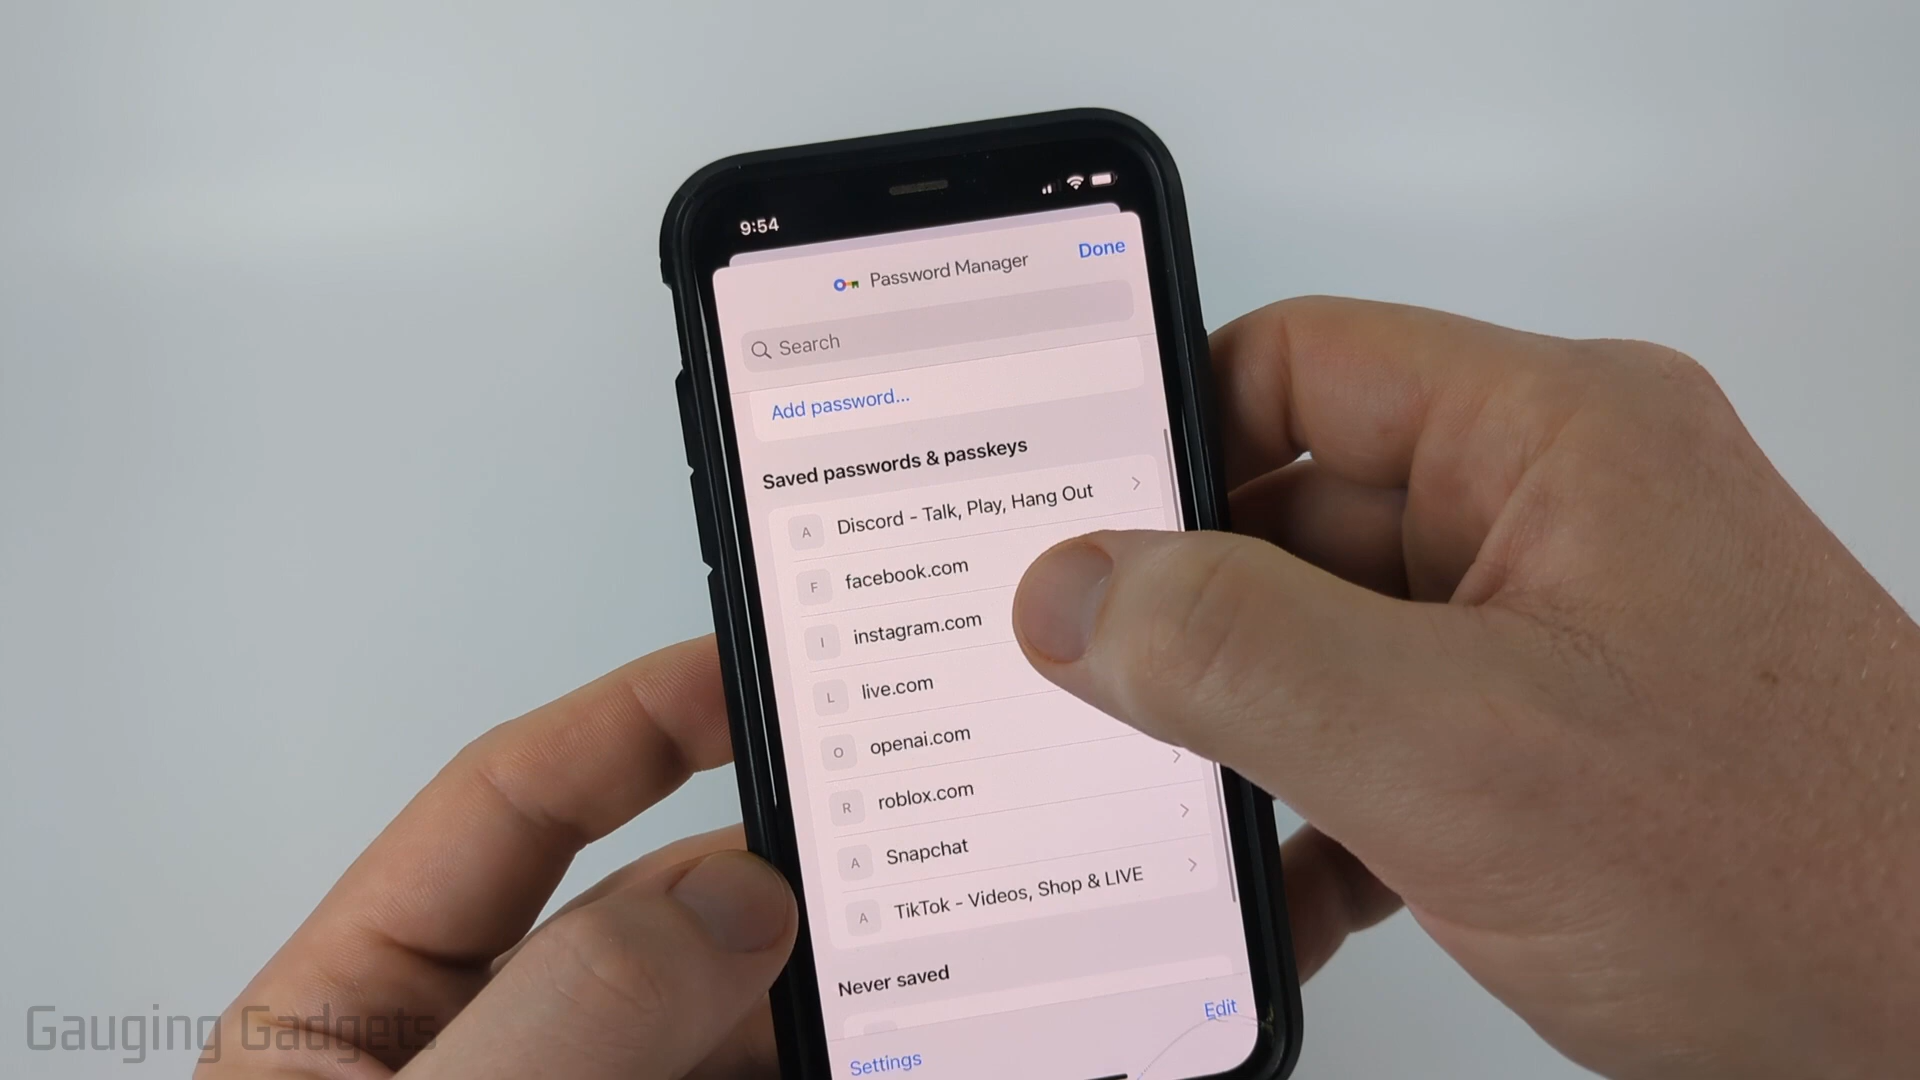 9:54
Password Manager
Done
Search
Add password...
Saved passwords & passkeys
A Discord - Talk, Play, Hang Out
F facebook.com
I instagram.com
L live.com
O openai.com
R roblox.com
A Snapchat
A TikTok - Videos, Shop & LIVE
Never saved
Edit
Settings
Gauging Gadgets